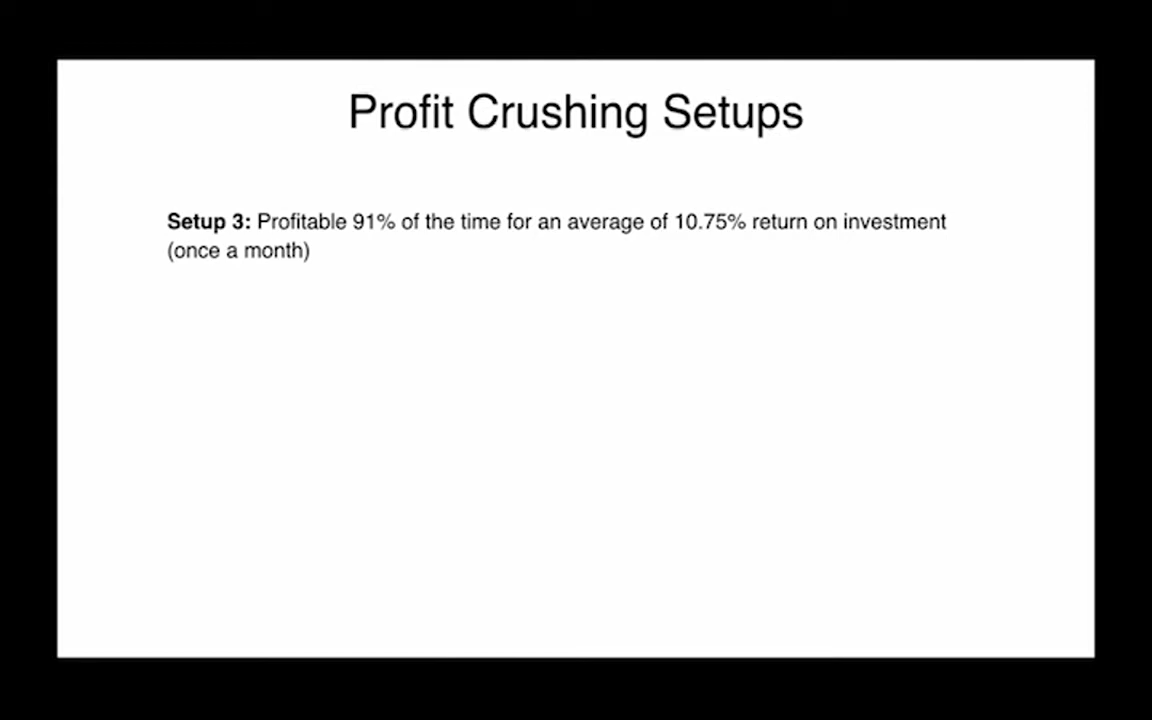 Profit Crushing Setups
Setup 3: Profitable 91% of the time for an average of 10.75% return on investment
(once a month)